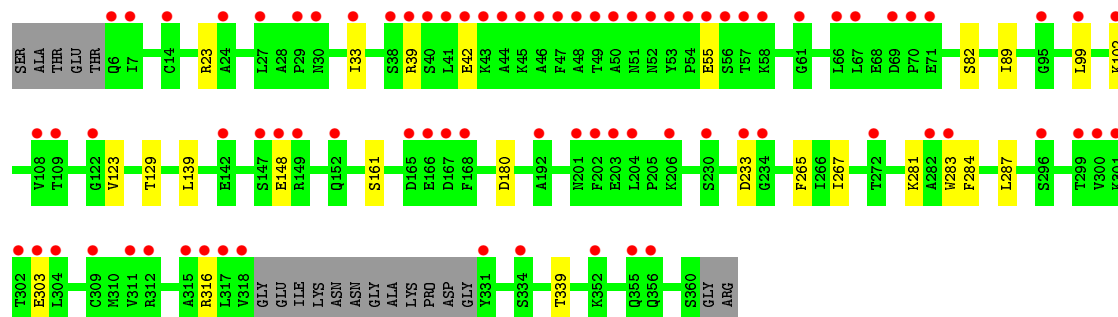 SER ALA THR GLU THR Q6 I7 C14 R23 A24 L27 A28 P29 N30 I33 S38 R39 S40 L41 E42 K43 A44 K45 A46 F47 A48 T49 A50 N51 N52 Y53 P54 E55 S56 T57 K58 G61 L66 L67 E68 D69 P70 E71 S82 I89 G95 L99 K102
V108 T109 G122 V123 T129 L139 E142 S147 E148 R149 Q152 S161 D165 E166 D167 F168 D180 A192 N201 F202 E203 L204 P205 K206 S230 D233 G234 F265 I266 I267 T272 K281 A282 W283 F284 L287 S296 T299 V300 K301
T302 E303 L304 C309 M310 V311 R312 A315 R316 L317 V318 GLY GLU ILE LYS ASN ASN GLY ALA LYS PRO ASP GLY Y331 S334 T339 K352 Q355 Q356 S360 GLY ARG